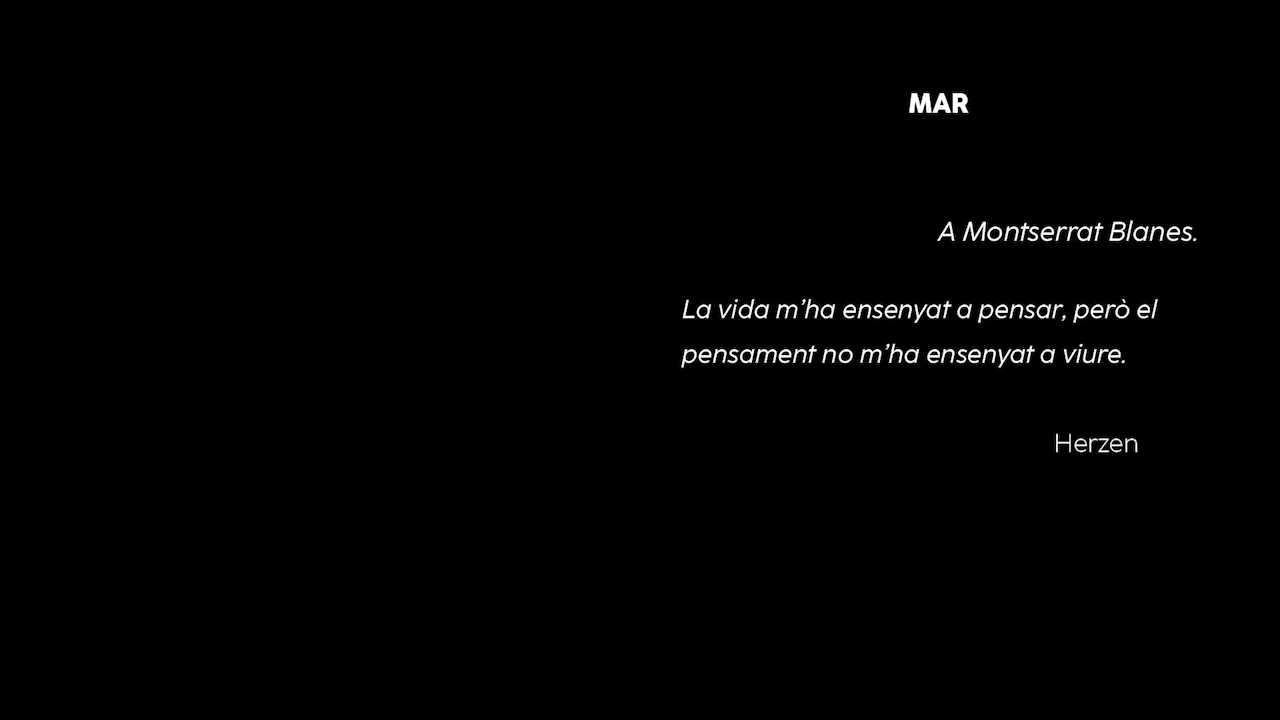 MAR
A Montserrat Blanes.
La vida m’ha ensenyat a pensar, però el
pensament no m’ha ensenyat a viure.
Herzen